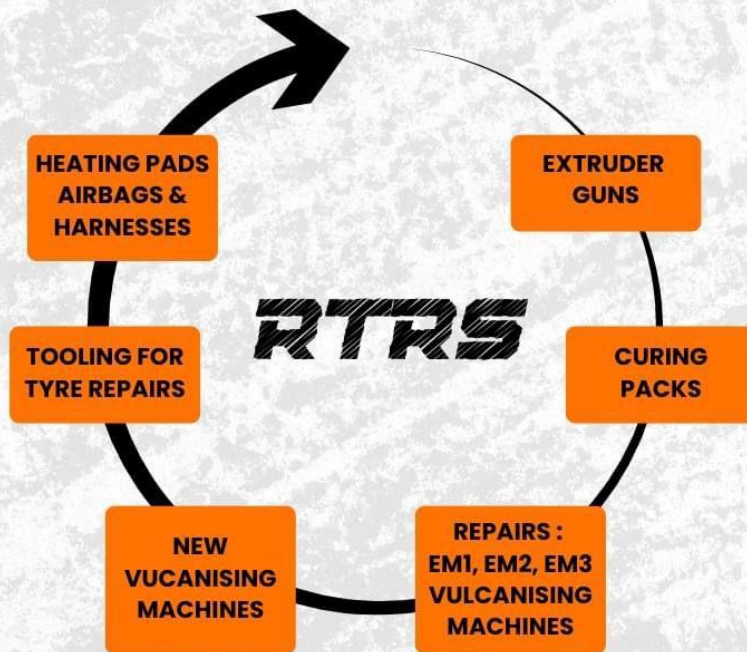 EXTRUDER
GUNS
CURING
PACKS
REPAIRS :
EM1, EM2, EM3
VULCANISING
MACHINES
NEW
VUCANISING
MACHINES
TOOLING FOR
TYRE REPAIRS
HEATING PADS
AIRBAGS &
HARNESSES
RTRS